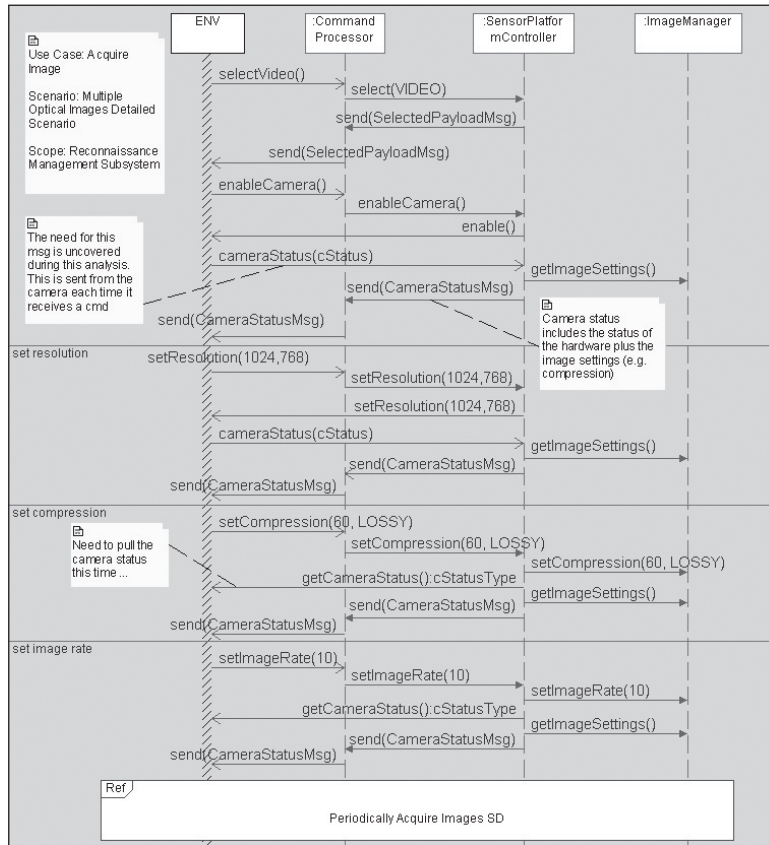 ENV
:Command
Processor
:SensorPlatfor
mController
:ImageManager
Use Case: Acquire
Image
Scenario: Multiple
Optical Images Detailed
Scenario
Scope: Reconnaissance
Management Subsystem
selectVideo()
select(VIDEO)
send(SelectedPayloadMsg)
send(SelectedPayloadMsg)
enableCamera()
enableCamera()
enable()
The need for this
msg is uncovered
during this analysis.
This is sent from the
camera each time it
receives a cmd
cameraStatus(cStatus)
getImageSettings()
send(CameraStatusMsg)
Camera status
includes the status of
the hardware plus the
image settings (e.g.
compression)
send(CameraStatusMsg)
set resolution
setResolution(1024,768)
setResolution(1024,768)
setResolution(1024,768)
cameraStatus(cStatus)
getImageSettings()
send(CameraStatusMsg)
send(CameraStatusMsg)
set compression
setCompression(60, LOSSY)
Need to pull the
camera status
this time ...
setCompression(60, LOSSY)
setCompression(60, LOSSY)
getCameraStatus():cStatusType
getImageSettings()
send(CameraStatusMsg)
send(CameraStatusMsg)
set image rate
setImageRate(10)
setImageRate(10)
setImageRate(10)
getCameraStatus():cStatusType
getImageSettings()
send(CameraStatusMsg)
send(CameraStatusMsg)
Ref
Periodically Acquire Images SD